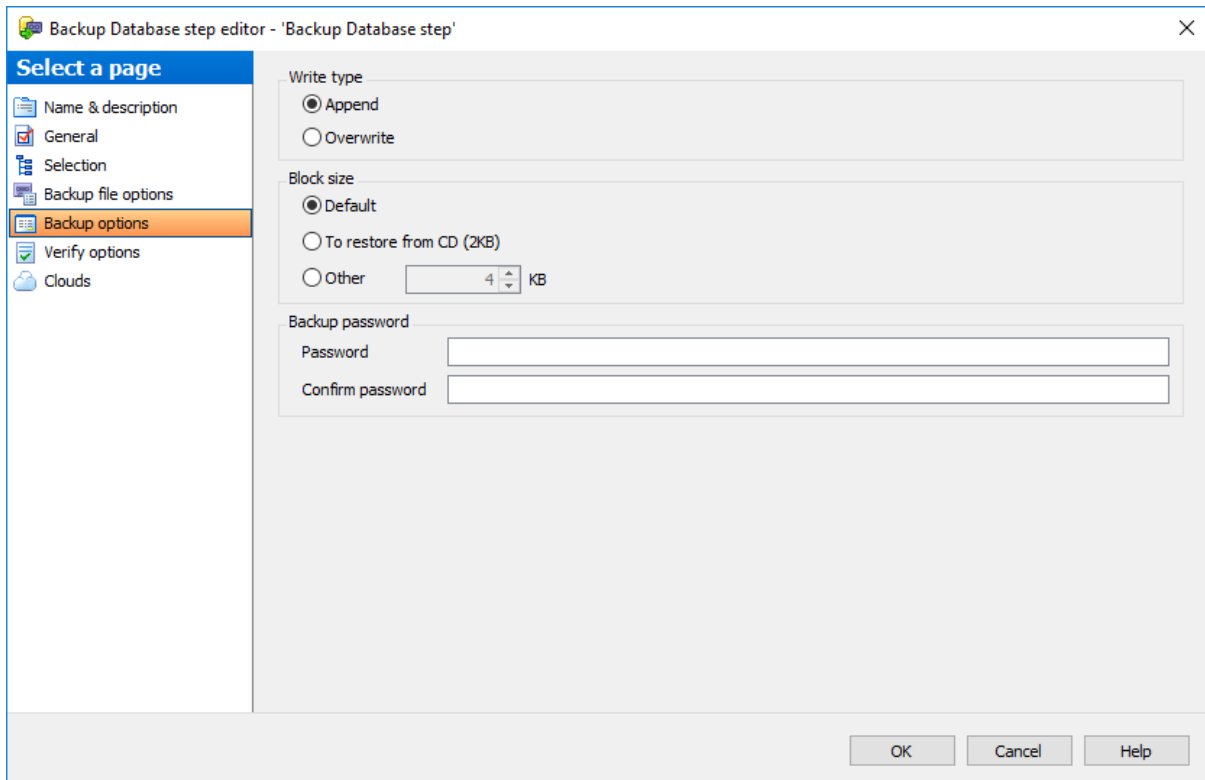 Backup Database step editor - 'Backup Database step'
Select a page
Name & description
General
Selection
Backup file options
Backup options
Verify options
Clouds
Write type
Append
Overwrite
Block size
Default
To restore from CD (2KB)
Other 4 KB
Backup password
Password
Confirm password
OK Cancel Help